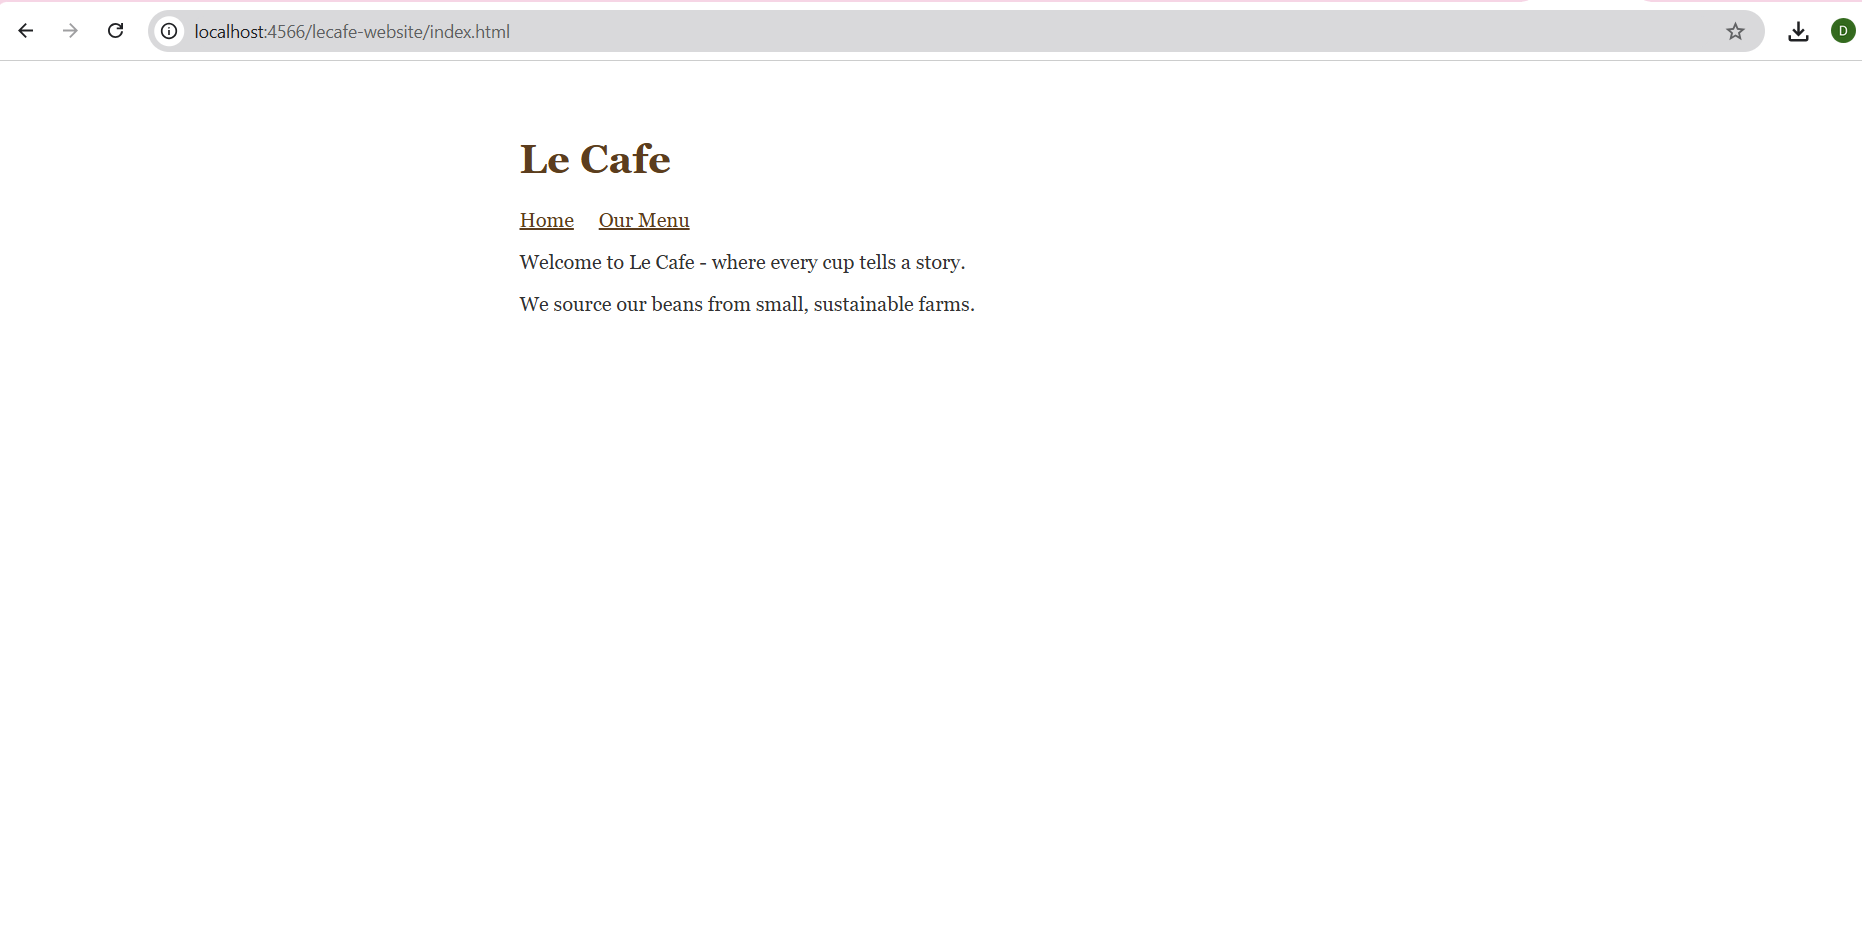 localhost:4566/lecafe-website/index.html
D
Le Cafe
Home Our Menu
Welcome to Le Cafe - where every cup tells a story.
We source our beans from small, sustainable farms.